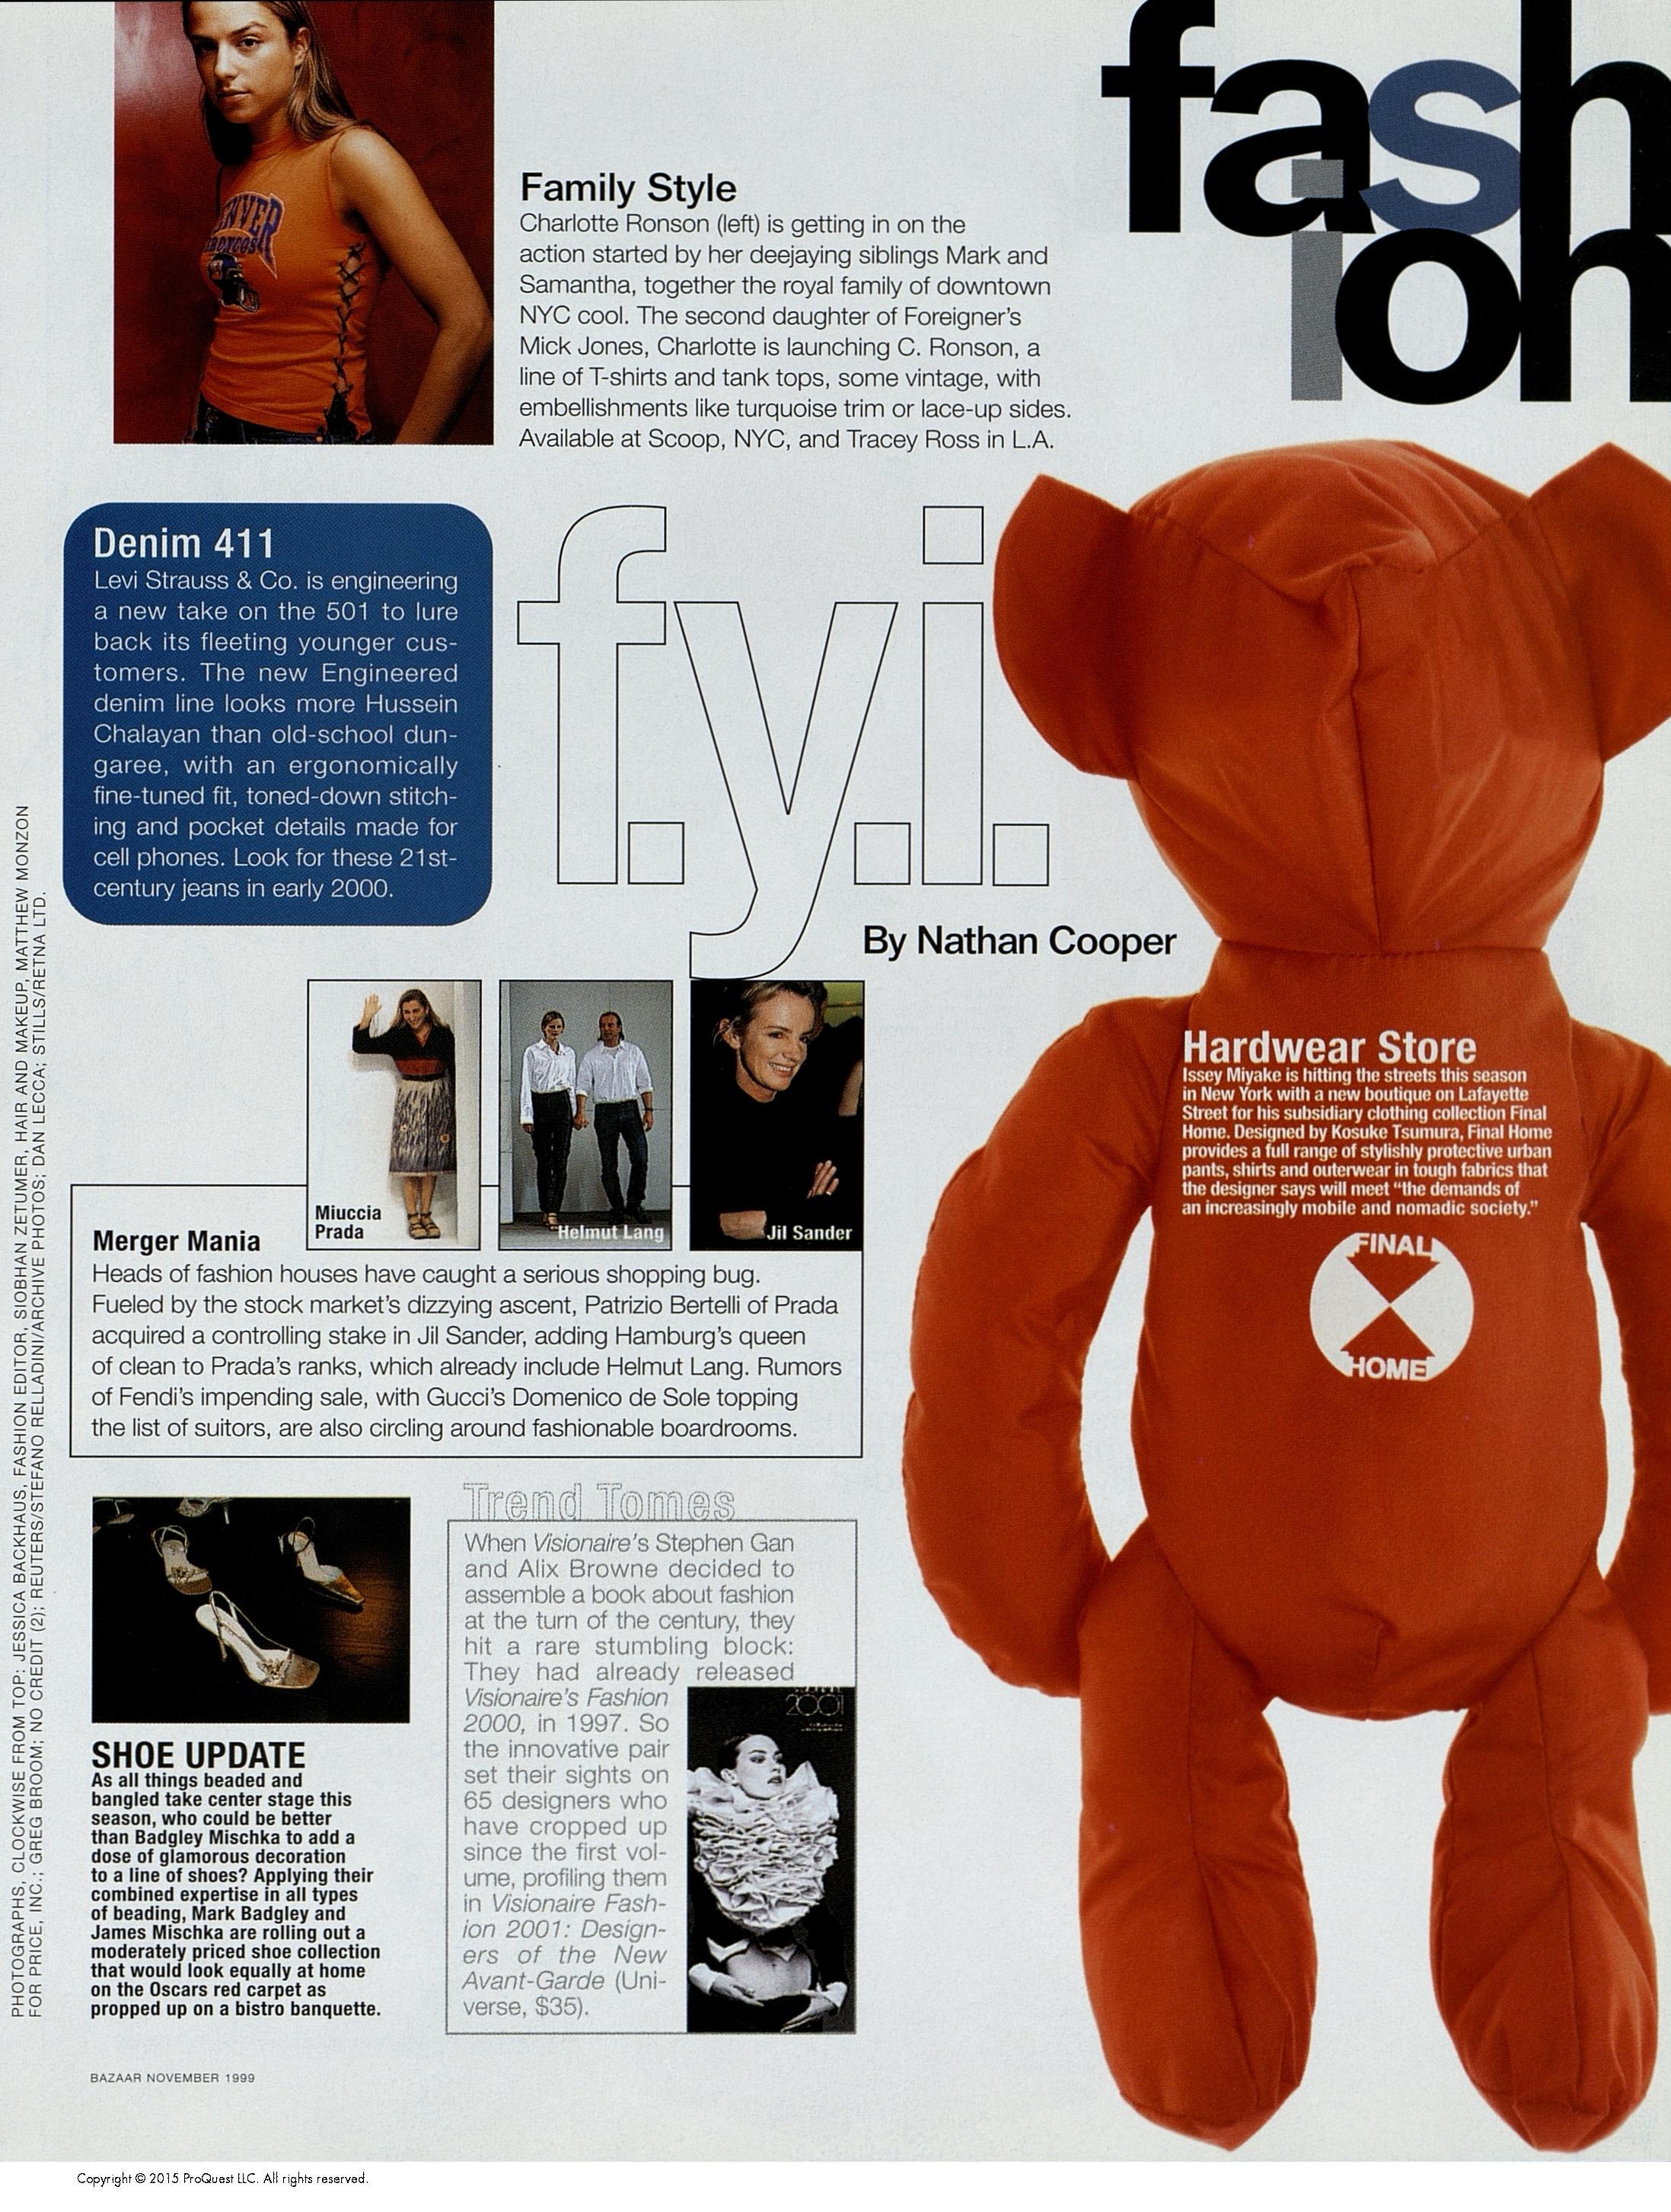 fash
ion
DENVER
BRONCOS
Family Style
Charlotte Ronson (left) is getting in on the
action started by her deejaying siblings Mark and
Samantha, together the royal family of downtown
NYC cool. The second daughter of Foreigner's
Mick Jones, Charlotte is launching C. Ronson, a
line of T-shirts and tank tops, some vintage, with
embellishments like turquoise trim or lace-up sides.
Available at Scoop, NYC, and Tracey Ross in L.A.
Denim 411
Levi Strauss & Co. is engineering
a new take on the 501 to lure
back its fleeting younger cus-
tomers. The new Engineered
denim line looks more Hussein
Chalayan than old-school dun-
garee, with an ergonomically
fine-tuned fit, toned-down stitch-
ing and pocket details made for
cell phones. Look for these 21st-
century jeans in early 2000.
f.y.i.
By Nathan Cooper
Hardwear Store
Issey Miyake is hitting the streets this season
in New York with a new boutique on Lafayette
Street for his subsidiary clothing collection Final
Home. Designed by Kosuke Tsumura, Final Home
provides a full range of stylishly protective urban
pants, shirts and outerwear in tough fabrics that
the designer says will meet "the demands of
an increasingly mobile and nomadic society."
FINAL
HOME
Miuccia
Prada
Helmut Lang
Jil Sander
Merger Mania
Heads of fashion houses have caught a serious shopping bug.
Fueled by the stock market's dizzying ascent, Patrizio Bertelli of Prada
acquired a controlling stake in Jil Sander, adding Hamburg's queen
of clean to Prada's ranks, which already include Helmut Lang. Rumors
of Fendi's impending sale, with Gucci's Domenico de Sole topping
the list of suitors, are also circling around fashionable boardrooms.
SHOE UPDATE
As all things beaded and
bangled take center stage this
season, who could be better
than Badgley Mischka to add a
dose of glamorous decoration
to a line of shoes? Applying their
combined expertise in all types
of beading, Mark Badgley and
James Mischka are rolling out a
moderately priced shoe collection
that would look equally at home
on the Oscars red carpet as
propped up on a bistro banquette.
Trend Tomes
When Visionaire's Stephen Gan
and Alix Browne decided to
assemble a book about fashion
at the turn of the century, they
hit a rare stumbling block:
They had already released
Visionaire's Fashion
2000, in 1997. So
the innovative pair
set their sights on
65 designers who
have cropped up
since the first vol-
ume, profiling them
in Visionaire Fash-
ion 2001: Design-
ers of the New
Avant-Garde (Uni-
verse, $35).
2001
PHOTOGRAPHS, CLOCKWISE FROM TOP: JESSICA BACKHAUS, FASHION EDITOR, SIOBHAN ZETUMER, HAIR AND MAKEUP, MATTHEW MONZON
FOR PRICE, INC.; GREG BROOM; NO CREDIT (2); REUTERS/STEFANO RELLADINI/ARCHIVE PHOTOS; DAN LECCA; STILLS/RETNA LTD.
BAZAAR NOVEMBER 1999
Copyright © 2015 ProQuest LLC. All rights reserved.